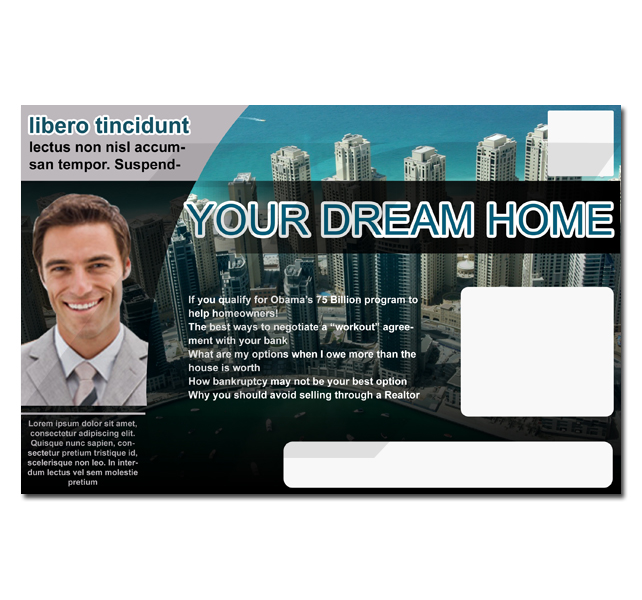 libero tincidunt
lectus non nisl accum-
san tempor. Suspend-
YOUR DREAM HOME
If you qualify for Obama's 75 Billion program to
help homeowners!
The best ways to negotiate a “workout” agree-
ment with your bank
What are my options when I owe more than the
house is worth
How bankruptcy may not be your best option
Why you should avoid selling through a Realtor
Lorem ipsum dolor sit amet,
consectetur adipiscing elit.
Quisque nunc sapien, con-
sectetur pretium tristique id,
scelerisque non leo. In inter-
dum lectus vel sem molestie
pretium